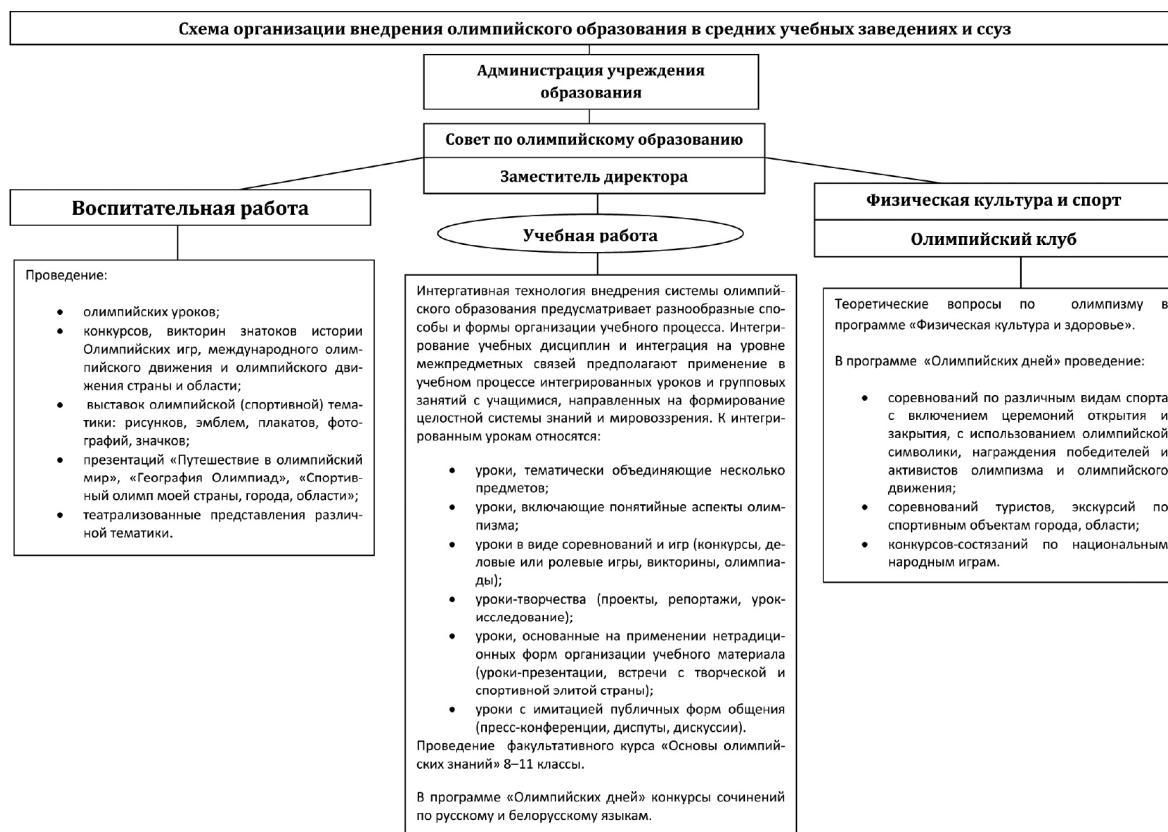 Схема организации внедрения олимпийского образования в средних учебных заведениях и ссуз
Администрация учреждения
образования
Совет по олимпийскому образованию
Заместитель директора
Воспитательная работа
Проведение:
• олимпийских уроков;
• конкурсов, викторин знатоков истории
Олимпийских игр, международного олим-
пийского движения и олимпийского дви-
жения страны и области;
• выставок олимпийской (спортивной) тема-
тики: рисунков, эмблем, плакатов, фото-
графий, значков;
• презентаций «Путешествие в олимпийский
мир», «География Олимпиад», «Спортив-
ный олимп моей страны, города, области»;
• театрализованные представления различ-
ной тематики.
Учебная работа
Интергативная технология внедрения системы олимпий-
ского образования предусматривает разнообразные спо-
собы и формы организации учебного процесса. Интегри-
рование учебных дисциплин и интеграция на уровне
межпредметных связей предполагают применение в
учебном процессе интегрированных уроков и групповых
занятий с учащимися, направленных на формирование
целостной системы знаний и мировоззрения. К интегри-
рованным урокам относятся:
• уроки, тематически объединяющие несколько
предметов;
• уроки, включающие понятийные аспекты олим-
пизма;
• уроки в виде соревнований и игр (конкурсы, де-
ловые или ролевые игры, викторины, олимпиа-
ды);
• уроки-творчества (проекты, репортажи, урок-
исследование);
• уроки, основанные на применении нетрадици-
онных форм организации учебного материала
(уроки-презентации, встречи с творческой и
спортивной элитой страны);
• уроки с имитацией публичных форм общения
(пресс-конференции, диспуты, дискуссии).
Проведение факультативного курса «Основы олимпий-
ских знаний» 8–11 классы.
В программе «Олимпийских дней» конкурсы сочинений
по русскому и белорусскому языкам.
Физическая культура и спорт
Олимпийский клуб
Теоретические вопросы по олимпизму в
программе «Физическая культура и здоровье».
В программе «Олимпийских дней» проведение:
• соревнований по различным видам спорта
с включением церемоний открытия и
закрытия, с использованием олимпийской
символики, награждения победителей и
активистов олимпизма и олимпийского
движения;
• соревнований туристов, экскурсий по
спортивным объектам города, области;
• конкурсов-состязаний по национальным
народным играм.